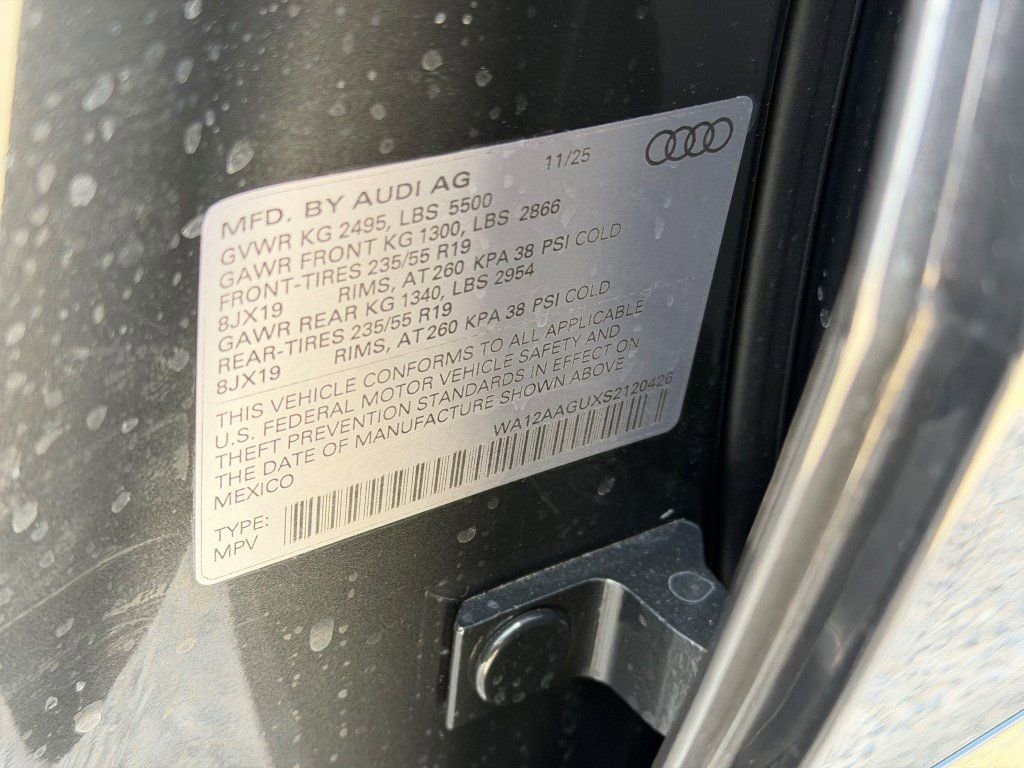 MFD. BY AUDI AG 11/25
GVWR KG 2495, LBS 5500
GAWR FRONT KG 1300, LBS 2866
FRONT-TIRES 235/55 R19
8JX19 RIMS, AT 260 KPA 38 PSI COLD
GAWR REAR KG 1340, LBS 2954
REAR-TIRES 235/55 R19
8JX19 RIMS, AT 260 KPA 38 PSI COLD
THIS VEHICLE CONFORMS TO ALL APPLICABLE
U.S. FEDERAL MOTOR VEHICLE SAFETY AND
THEFT PREVENTION STANDARDS IN EFFECT ON
THE DATE OF MANUFACTURE SHOWN ABOVE.
MEXICO WA12AAGUXS2120426
TYPE:
MPV